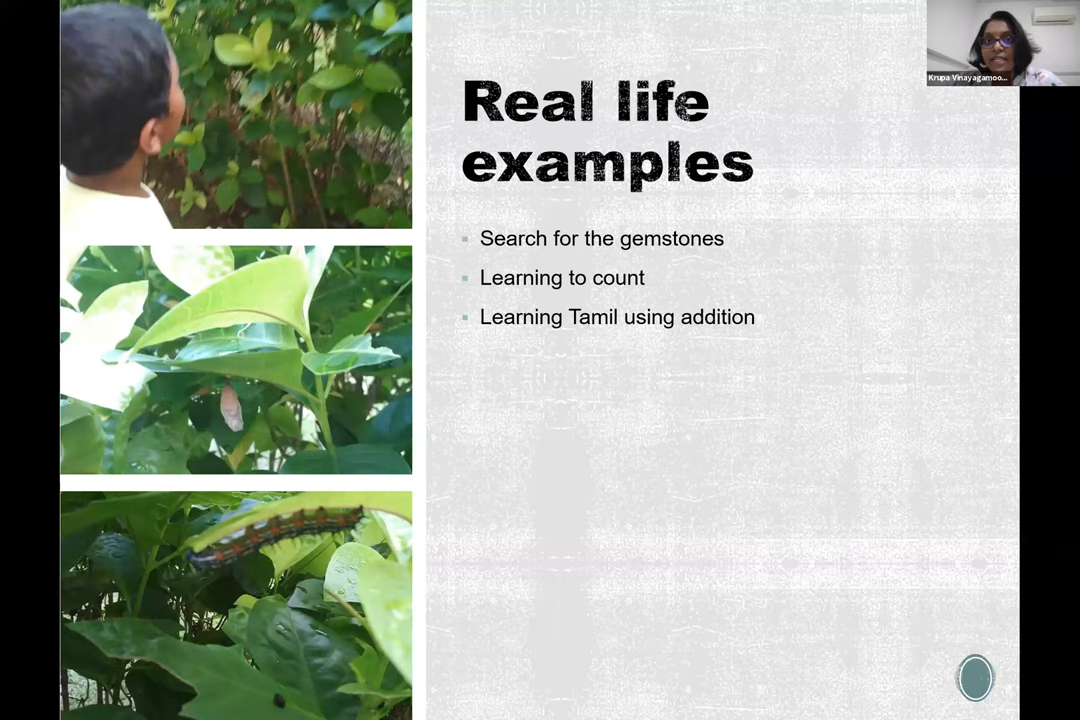 Real life
examples
Search for the gemstones
Learning to count
Learning Tamil using addition
Krupa Vinayagamoo...